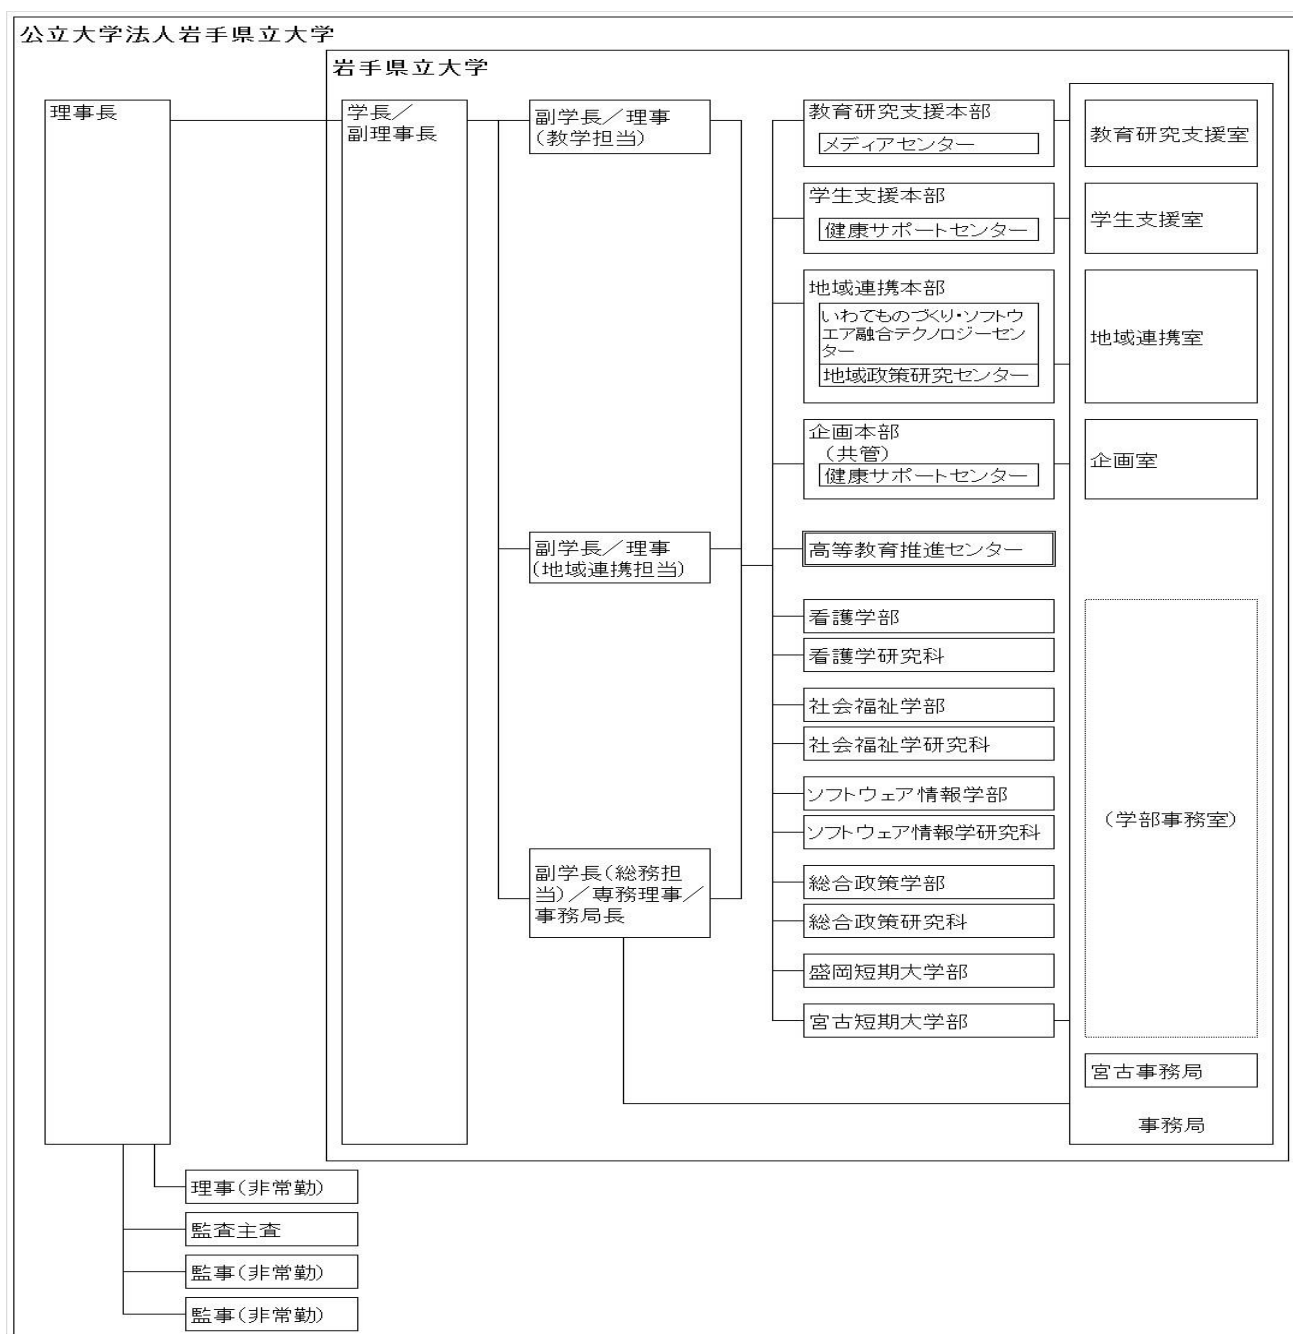 公立大学法人岩手県立大学
岩手県立大学
理事長
学長／
副理事長
副学長／理事
(教学担当)
副学長／理事
(地域連携担当)
副学長(総務担
当)／専務理事／
事務局長
教育研究支援本部
メディアセンター
学生支援本部
健康サポートセンター
地域連携本部
いわてものづくり・ソフトウ
エア融合テクノロジーセン
ター
地域政策研究センター
企画本部
(共管)
健康サポートセンター
高等教育推進センター
看護学部
看護学研究科
社会福祉学部
社会福祉学研究科
ソフトウェア情報学部
ソフトウェア情報学研究科
総合政策学部
総合政策研究科
盛岡短期大学部
宮古短期大学部
教育研究支援室
学生支援室
地域連携室
企画室
(学部事務室)
宮古事務局
事務局
理事(非常勤)
監査主査
監事(非常勤)
監事(非常勤)